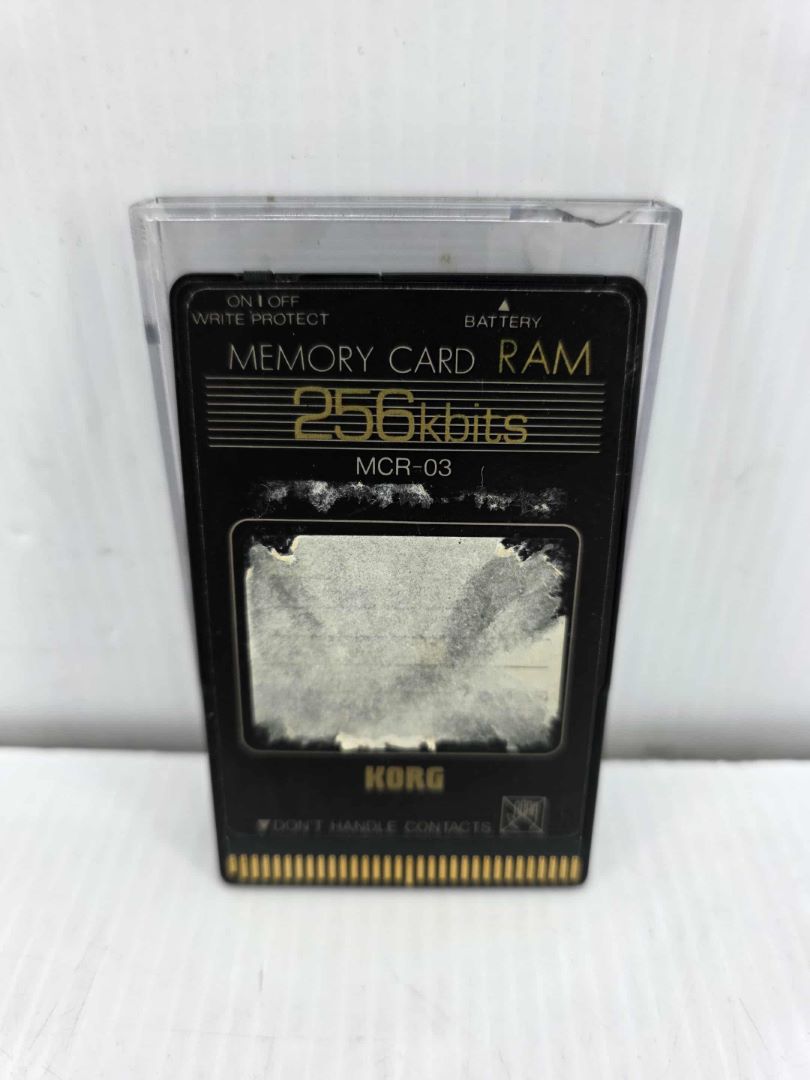 ON OFF
WRITE PROTECT
▲
BATTERY
MEMORY CARD RAM
256kbits
MCR-03
KORG
▼DON'T HANDLE CONTACTS